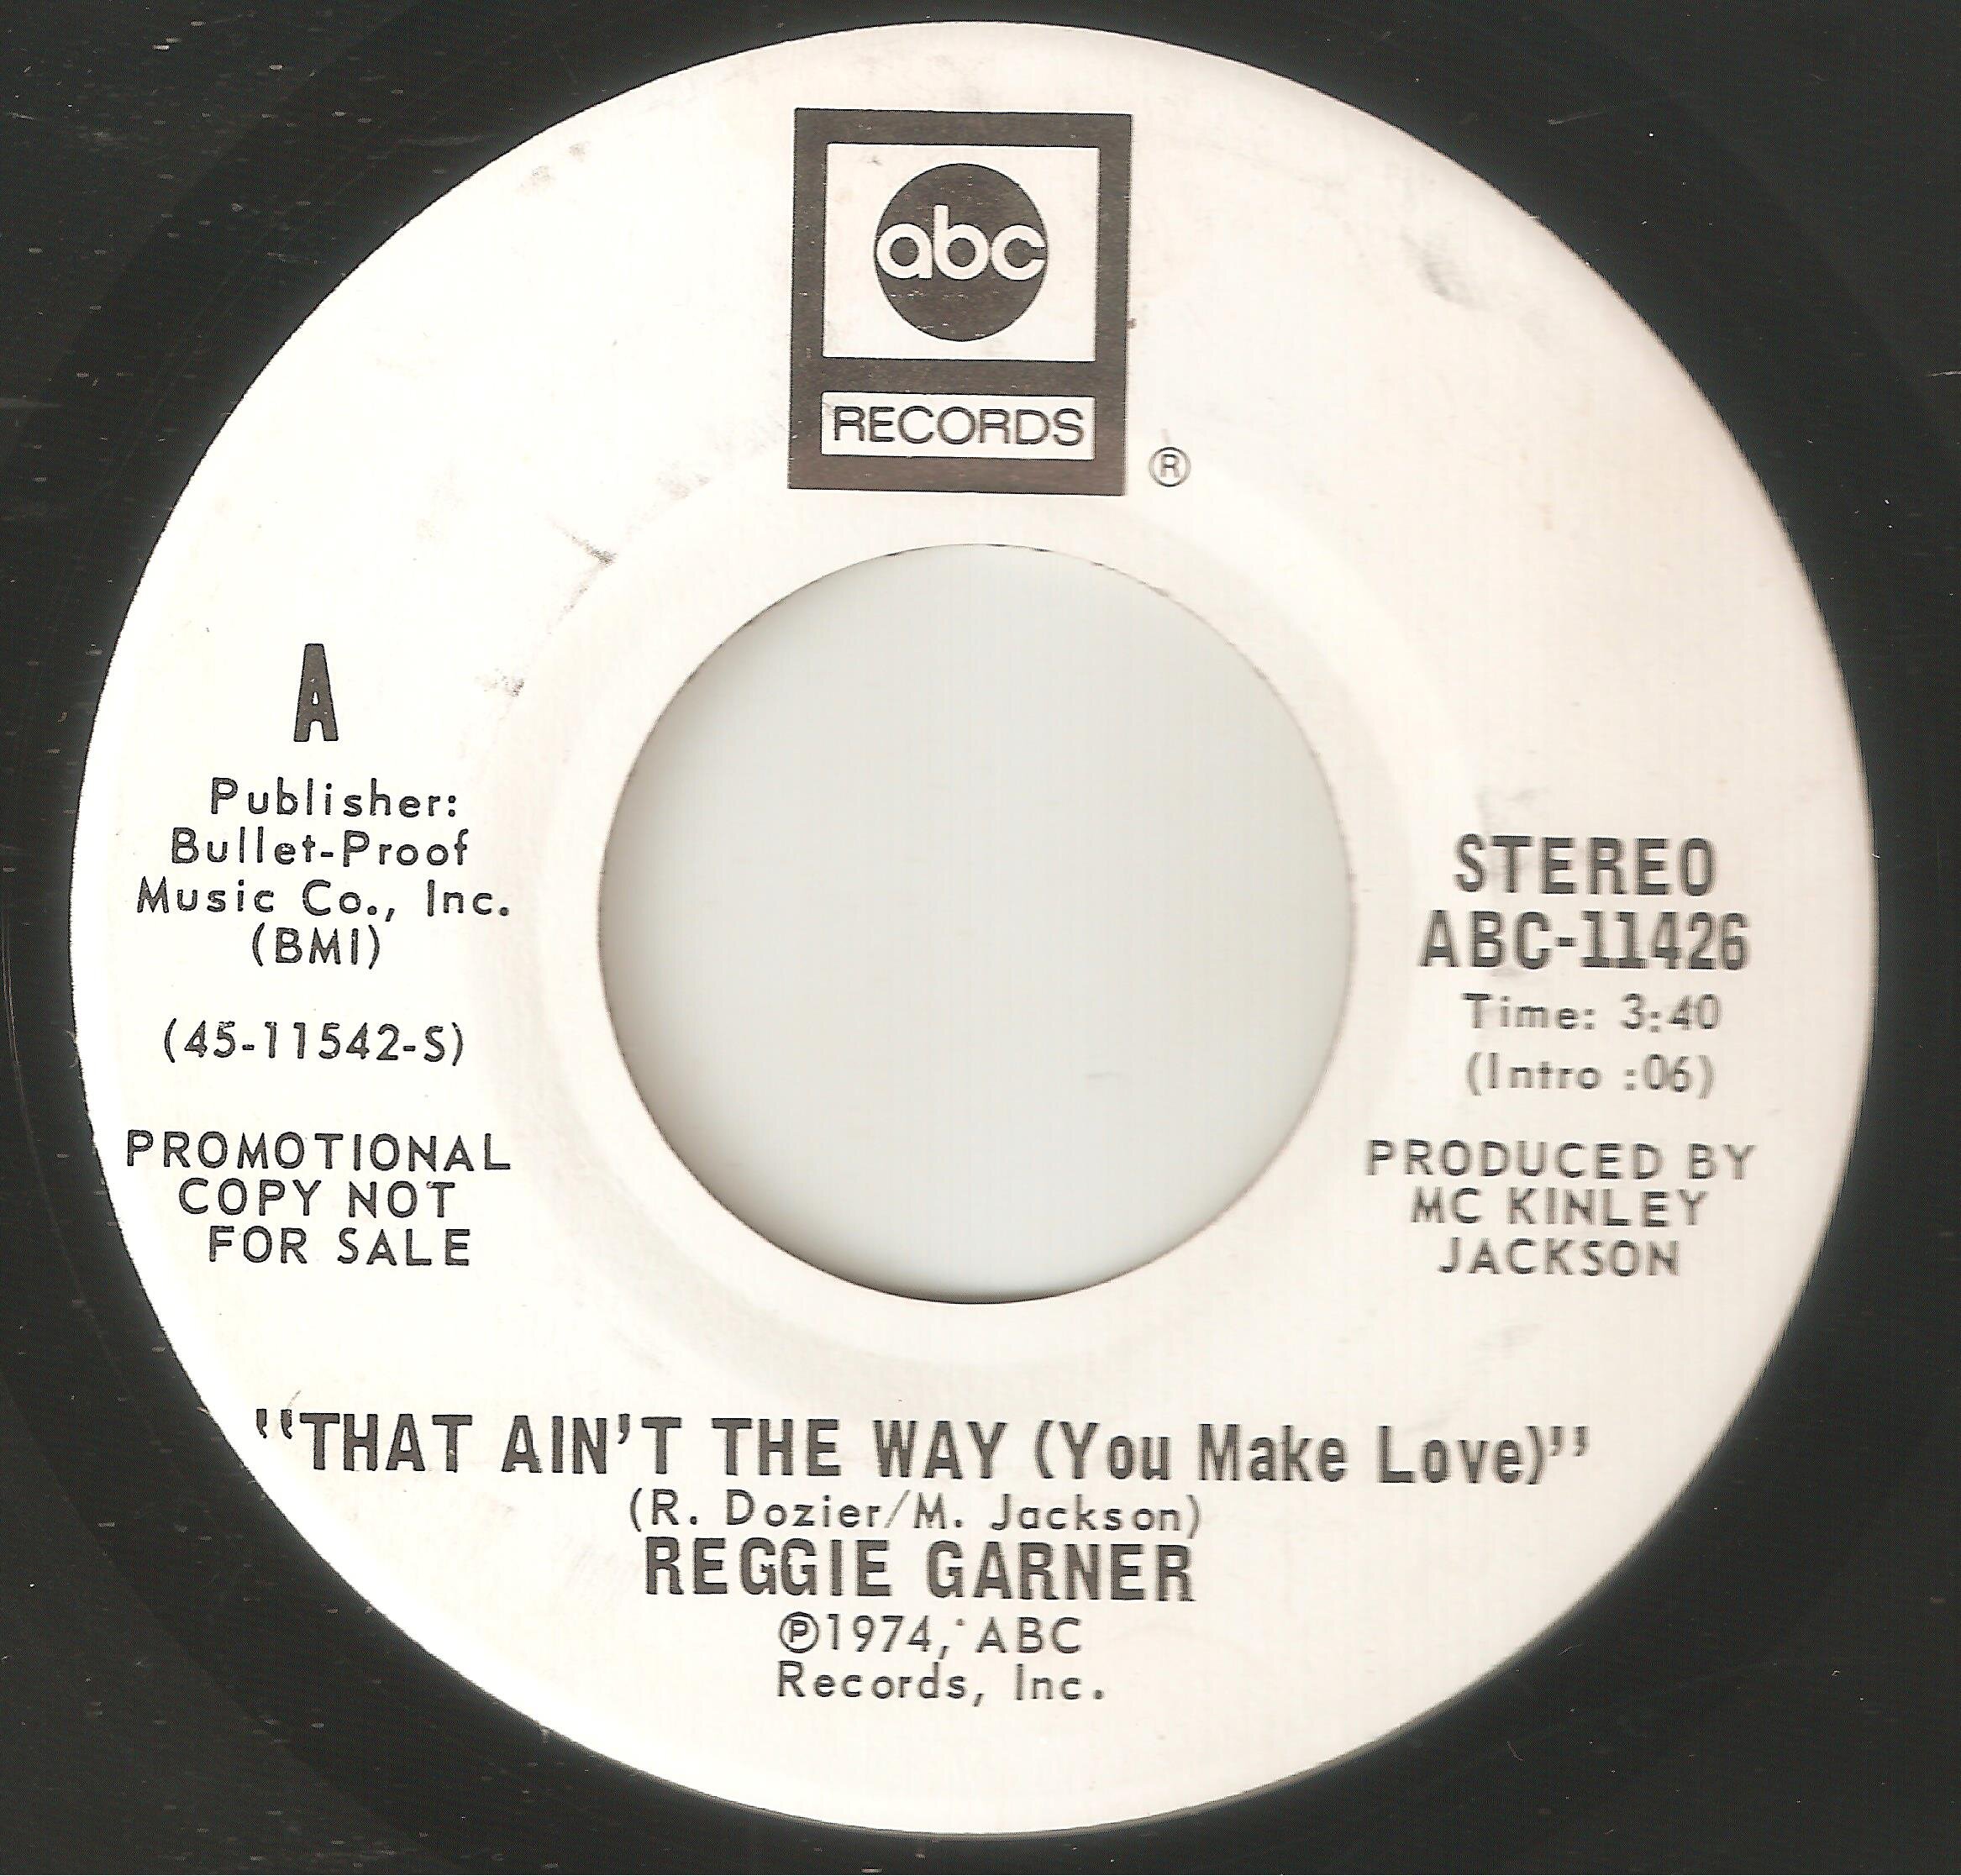 abc
RECORDS
®
A
Publisher:
Bullet-Proof
Music Co., Inc.
(BMI)
(45-11542-S)
PROMOTIONAL
COPY NOT
FOR SALE
STEREO
ABC-11426
Time: 3:40
(Intro :06)
PRODUCED BY
MC KINLEY
JACKSON
"THAT AIN'T THE WAY (You Make Love)"
(R. Dozier/M. Jackson)
REGGIE GARNER
℗1974, ABC
Records, Inc.